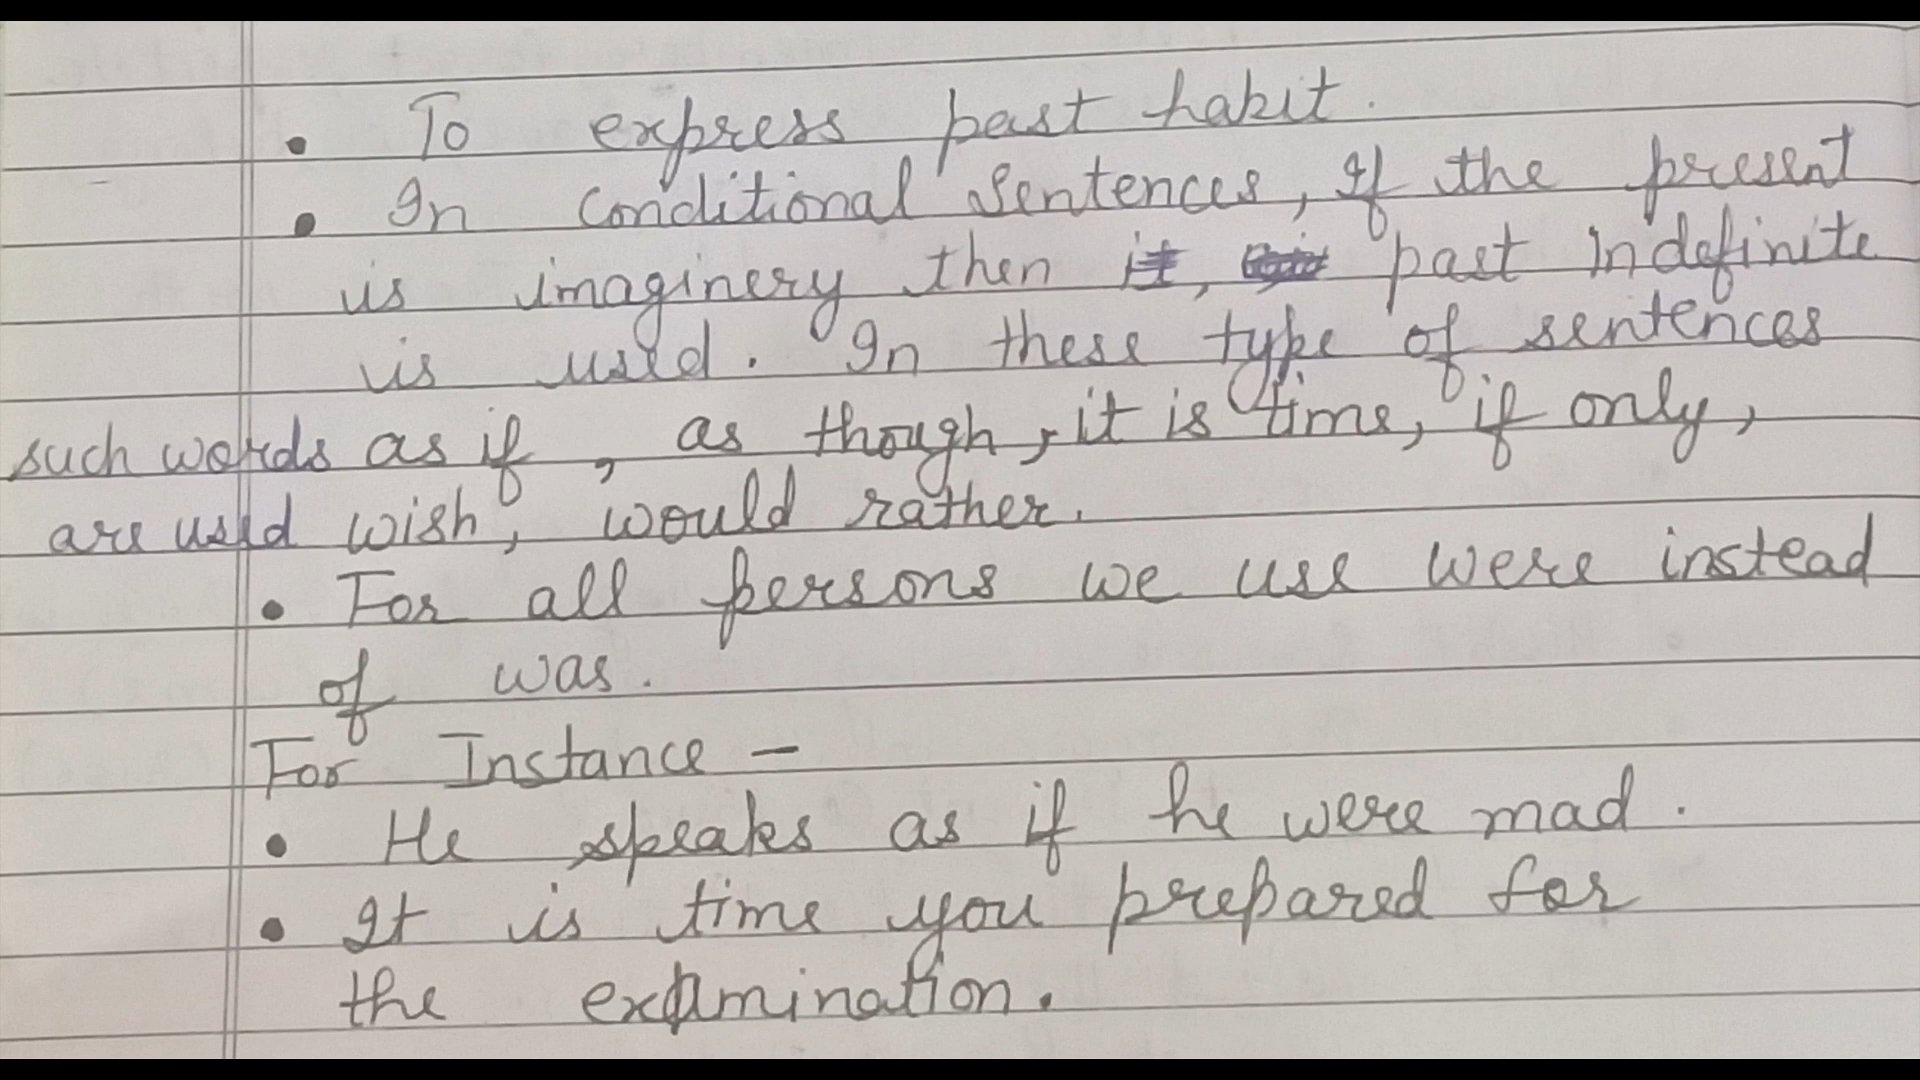 • To express past habit.
• In conditional sentences, If the present
is imaginery then it, past indefinite
is used. In these type of sentences
such words as if, as though, it is time, if only,
are used wish, would rather.
• For all persons we use were instead
of was.
For Instance -
• He speaks as if he were mad.
• It is time you prepared for
the examination.